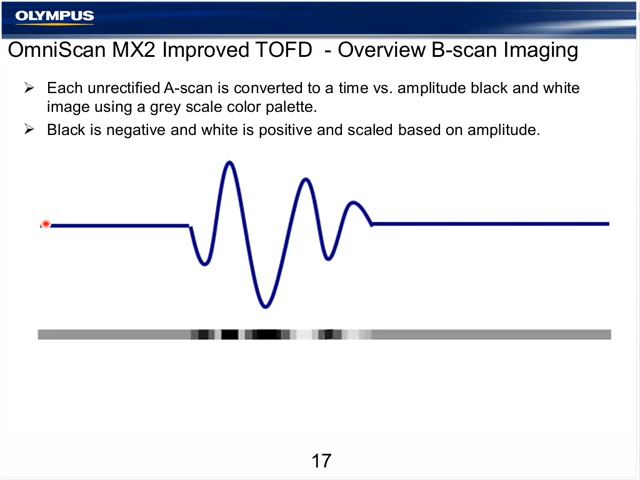 OLYMPUS
OmniScan MX2 Improved TOFD - Overview B-scan Imaging
Each unrectified A-scan is converted to a time vs. amplitude black and white
image using a grey scale color palette.
Black is negative and white is positive and scaled based on amplitude.
17